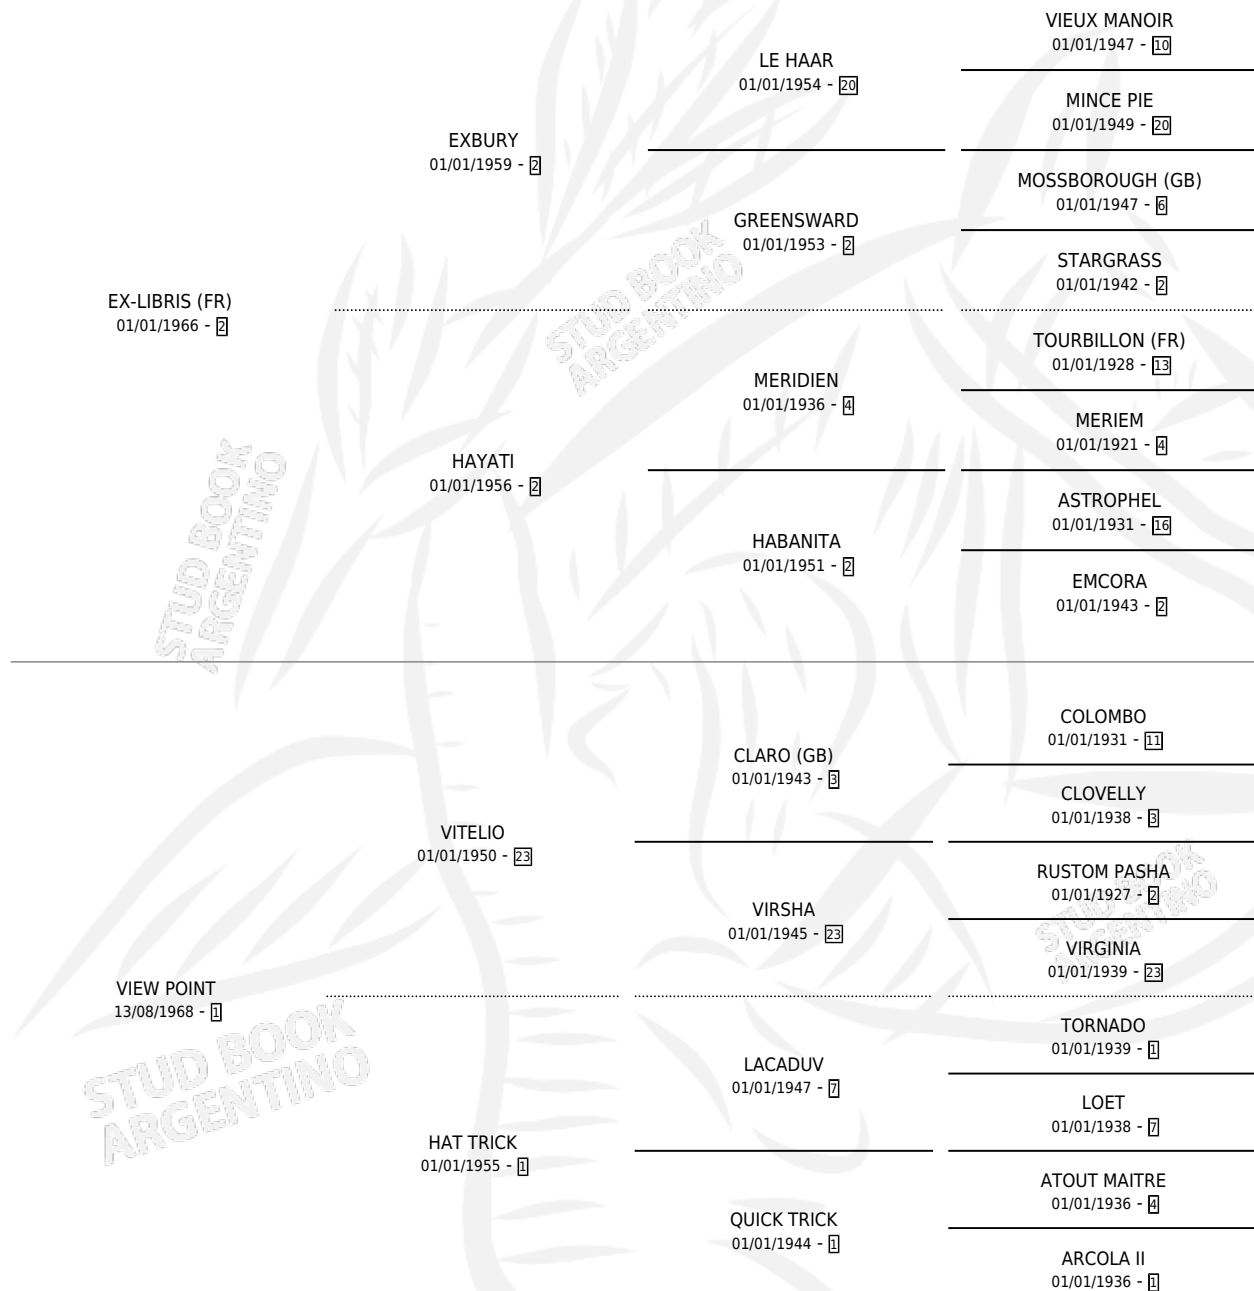 VIEUX MANOIR
01/01/1947 - 10
LE HAAR
01/01/1954 - 20
MINCE PIE
01/01/1949 - 20
EXBURY
01/01/1959 - 2
MOSSBOROUGH (GB)
01/01/1947 - 6
GREENSWARD
01/01/1953 - 2
STARGRASS
01/01/1942 - 2
EX-LIBRIS (FR)
01/01/1966 - 2
STUD BOOK
ARGENTINO
TOURBILLON (FR)
01/01/1928 - 13
MERIDIEN
01/01/1936 - 4
MERIEM
01/01/1921 - 4
HAYATI
01/01/1956 - 2
ASTROPHEL
01/01/1931 - 16
HABANITA
01/01/1951 - 2
EMCORA
01/01/1943 - 2
STUD BOOK
ARGENTINO
COLOMBO
01/01/1931 - 11
CLARO (GB)
01/01/1943 - 3
CLOVELLY
01/01/1938 - 3
VITELIO
01/01/1950 - 23
RUSTOM PASHA
01/01/1927 - 2
VIRSHA
01/01/1945 - 23
VIRGINIA
01/01/1939 - 23
STUD BOOK
ARGENTINO
VIEW POINT
13/08/1968 - 1
TORNADO
01/01/1939 - 1
LACADUV
01/01/1947 - 7
LOET
01/01/1938 - 7
STUD BOOK
ARGENTINO
HAT TRICK
01/01/1955 - 1
ATOUT MAITRE
01/01/1936 - 4
QUICK TRICK
01/01/1944 - 1
ARCOLA II
01/01/1936 - 1